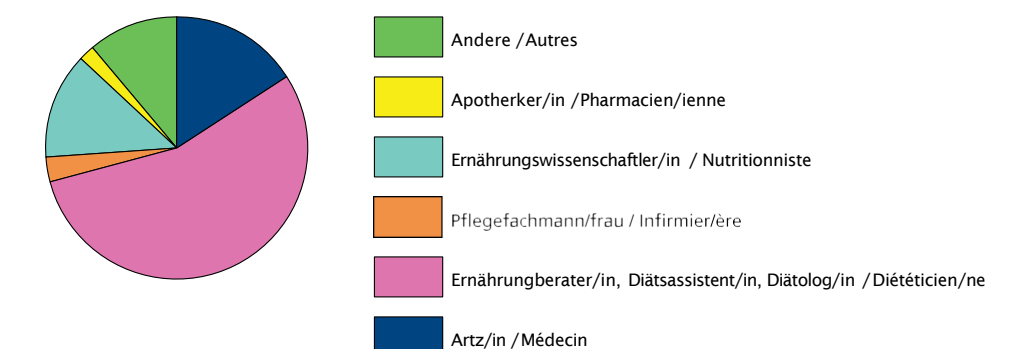 Andere / Autres
Apotherker/in / Pharmacien/ienne
Ernährungswissenschaftler/in / Nutritionniste
Pflegefachmann/frau / Infirmier/ère
Ernährungberater/in, Diätsassistent/in, Diätolog/in / Diététicien/ne
Artz/in / Médecin